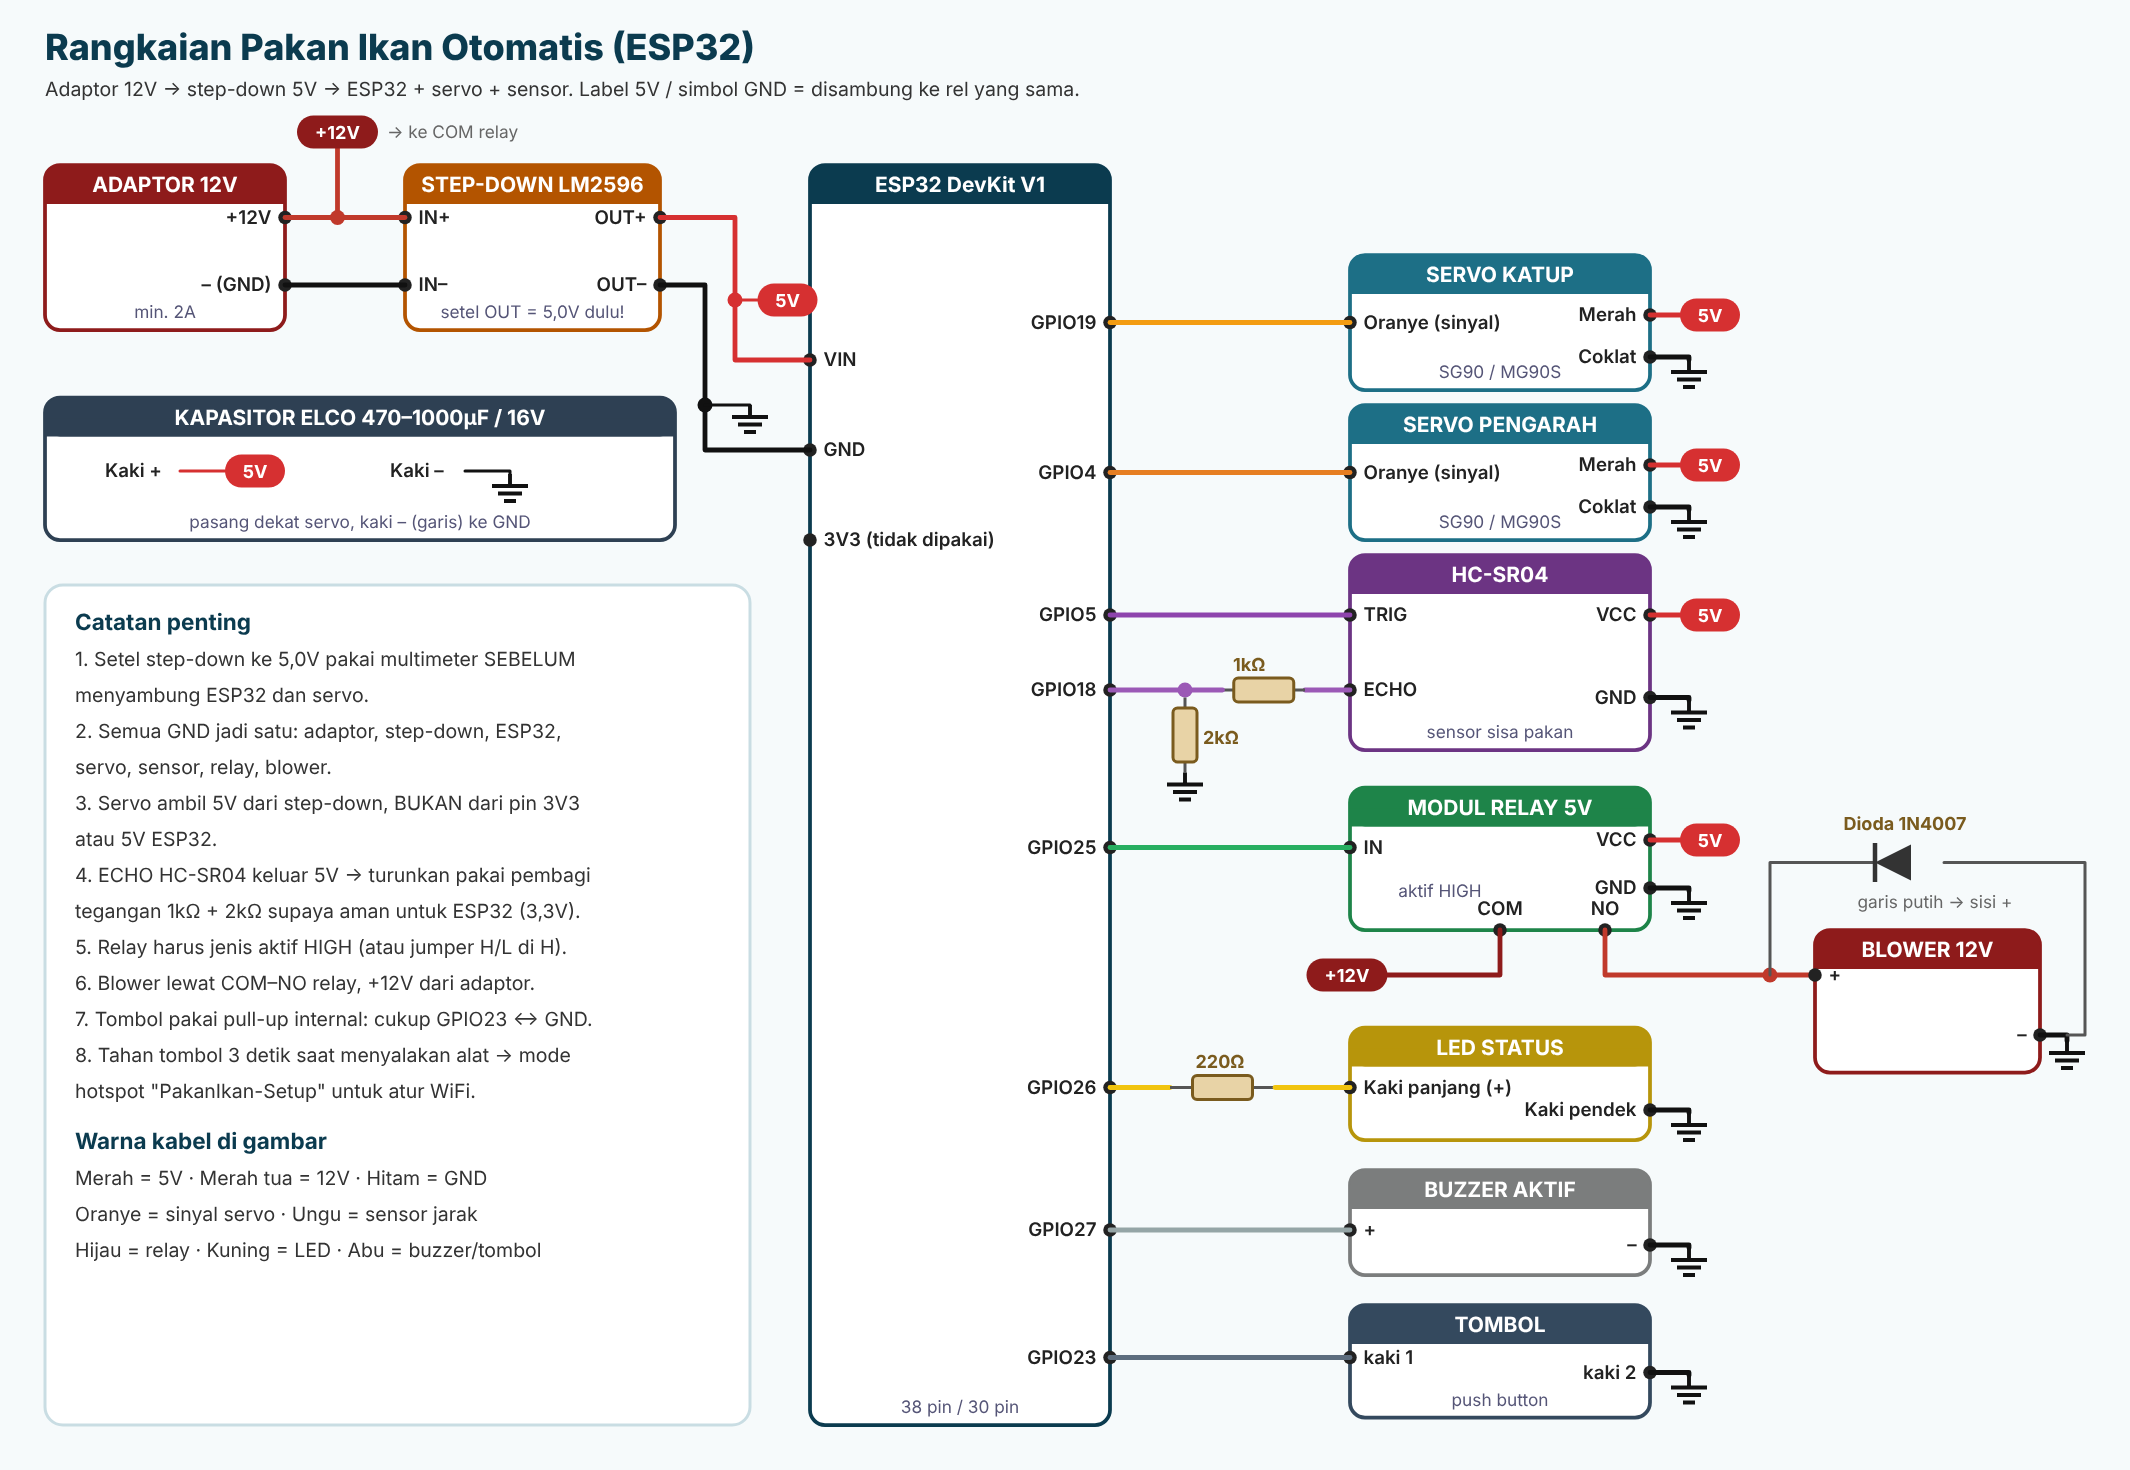 Rangkaian Pakan Ikan Otomatis (ESP32)
Adaptor 12V → step-down 5V → ESP32 + servo + sensor. Label 5V / simbol GND = disambung ke rel yang sama.
+12V → ke COM relay
ADAPTOR 12V
+12V
– (GND)
min. 2A
STEP-DOWN LM2596
IN+
OUT+
IN–
OUT–
setel OUT = 5,0V dulu!
5V
KAPASITOR ELCO 470–1000µF / 16V
Kaki +
5V
Kaki –
pasang dekat servo, kaki – (garis) ke GND
Catatan penting
1. Setel step-down ke 5,0V pakai multimeter SEBELUM
menyambung ESP32 dan servo.
2. Semua GND jadi satu: adaptor, step-down, ESP32,
servo, sensor, relay, blower.
3. Servo ambil 5V dari step-down, BUKAN dari pin 3V3
atau 5V ESP32.
4. ECHO HC-SR04 keluar 5V → turunkan pakai pembagi
tegangan 1kΩ + 2kΩ supaya aman untuk ESP32 (3,3V).
5. Relay harus jenis aktif HIGH (atau jumper H/L di H).
6. Blower lewat COM–NO relay, +12V dari adaptor.
7. Tombol pakai pull-up internal: cukup GPIO23 ↔ GND.
8. Tahan tombol 3 detik saat menyalakan alat → mode
hotspot "PakanIkan-Setup" untuk atur WiFi.
Warna kabel di gambar
Merah = 5V · Merah tua = 12V · Hitam = GND
Oranye = sinyal servo · Ungu = sensor jarak
Hijau = relay · Kuning = LED · Abu = buzzer/tombol
ESP32 DevKit V1
VIN
GND
3V3 (tidak dipakai)
GPIO19
GPIO4
GPIO5
GPIO18
GPIO25
GPIO26
GPIO27
GPIO23
38 pin / 30 pin
1kΩ
2kΩ
220Ω
SERVO KATUP
Oranye (sinyal)
Merah
5V
Coklat
SG90 / MG90S
SERVO PENGARAH
Oranye (sinyal)
Merah
5V
Coklat
SG90 / MG90S
HC-SR04
TRIG
VCC
5V
ECHO
GND
sensor sisa pakan
MODUL RELAY 5V
IN
VCC
5V
aktif HIGH
GND
COM
NO
+12V
Dioda 1N4007
garis putih → sisi +
BLOWER 12V
+
–
LED STATUS
Kaki panjang (+)
Kaki pendek
BUZZER AKTIF
+
–
TOMBOL
kaki 1
kaki 2
push button